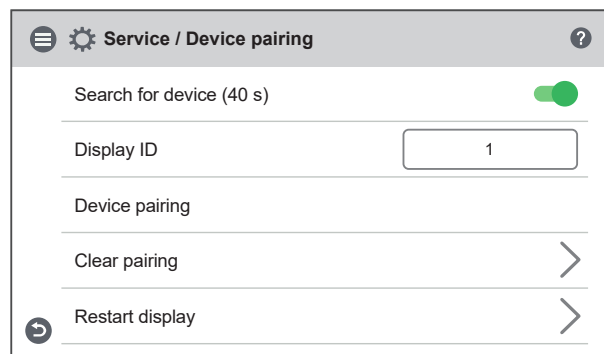 Service / Device pairing ?
Search for device (40 s)
Display ID 1
Device pairing
Clear pairing
Restart display